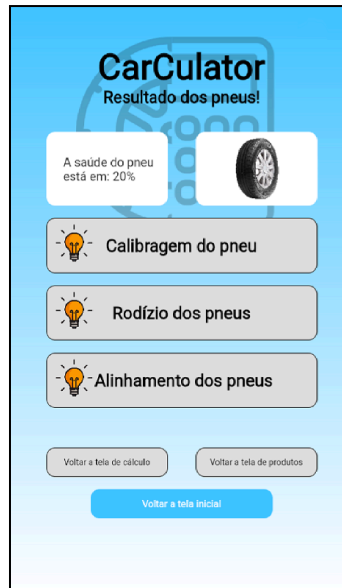 CarCulator
Resultado dos pneus!
A saúde do pneu
está em: 20%
Calibragem do pneu
Rodízio dos pneus
Alinhamento dos pneus
Voltar a tela de cálculo
Voltar a tela de produtos
Voltar a tela inicial